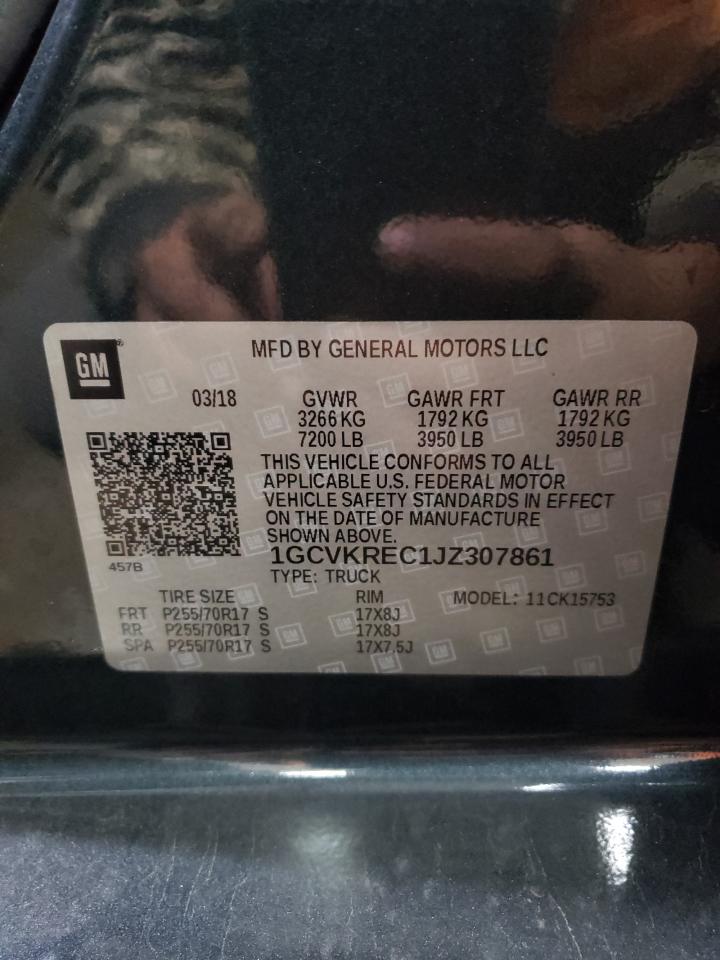 GM
MFD BY GENERAL MOTORS LLC
03/18 GVWR GAWR FRT GAWR RR
3266 KG 1792 KG 1792 KG
7200 LB 3950 LB 3950 LB
THIS VEHICLE CONFORMS TO ALL
APPLICABLE U.S. FEDERAL MOTOR
VEHICLE SAFETY STANDARDS IN EFFECT
ON THE DATE OF MANUFACTURE
SHOWN ABOVE.
1GCVKREC1JZ307861
457B
TYPE: TRUCK
TIRE SIZE RIM MODEL: 11CK15753
FRT P255/70R17 S 17X8J
RR P255/70R17 S 17X8J
SPA P255/70R17 S 17X7.5J